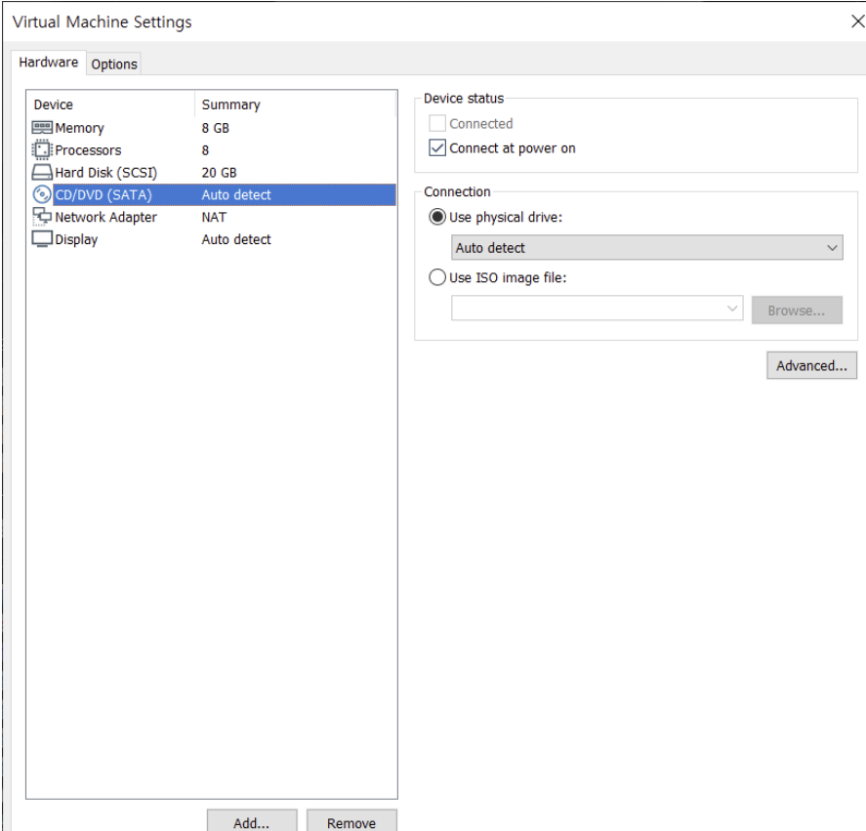 Virtual Machine Settings
Hardware Options
Device Summary
Memory 8 GB
Processors 8
Hard Disk (SCSI) 20 GB
CD/DVD (SATA) Auto detect
Network Adapter NAT
Display Auto detect
Add... Remove
Device status
Connected
Connect at power on
Connection
Use physical drive:
Auto detect
Use ISO image file:
Browse...
Advanced...